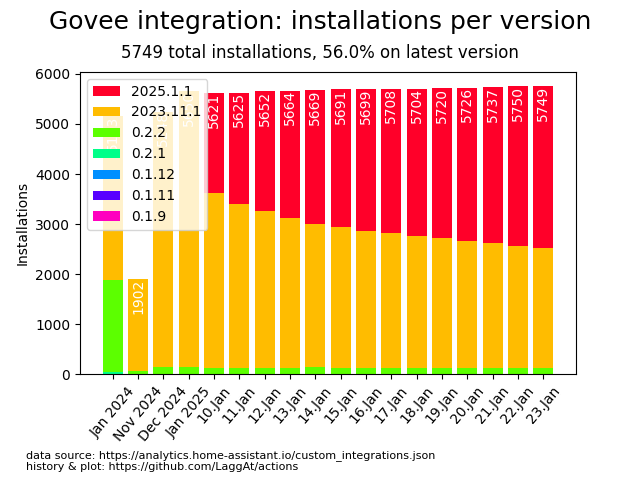 Govee integration: installations per version
5749 total installations, 56.0% on latest version
Installations
6000
5000
4000
3000
2000
1000
0
2025.1.1
2023.11.1
0.2.2
0.2.1
0.1.12
0.1.11
0.1.9
1902
5621
5625
5652
5664
5669
5691
5699
5708
5704
5720
5726
5737
5750
5749
Jan 2024
Nov 2024
Dec 2024
Jan 2025
10.Jan
11.Jan
12.Jan
13.Jan
14.Jan
15.Jan
16.Jan
17.Jan
18.Jan
19.Jan
20.Jan
21.Jan
22.Jan
23.Jan
data source: https://analytics.home-assistant.io/custom_integrations.json
history & plot: https://github.com/LaggAt/actions